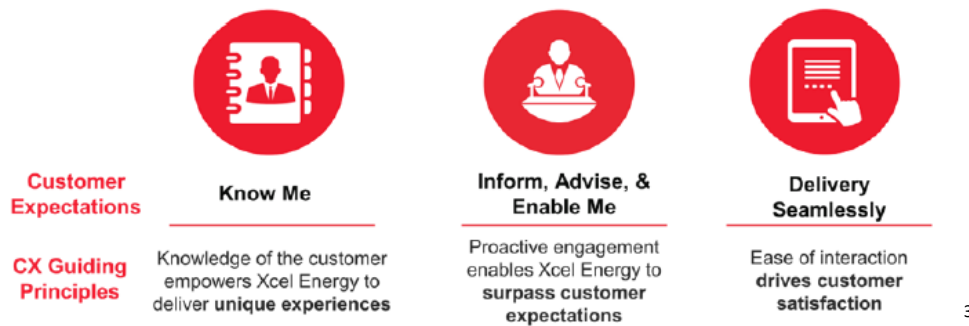 Customer
Expectations
Know Me
Inform, Advise, &
Enable Me
Delivery
Seamlessly
CX Guiding
Principles
Knowledge of the customer
empowers Xcel Energy to
deliver unique experiences
Proactive engagement
enables Xcel Energy to
surpass customer
expectations
Ease of interaction
drives customer
satisfaction